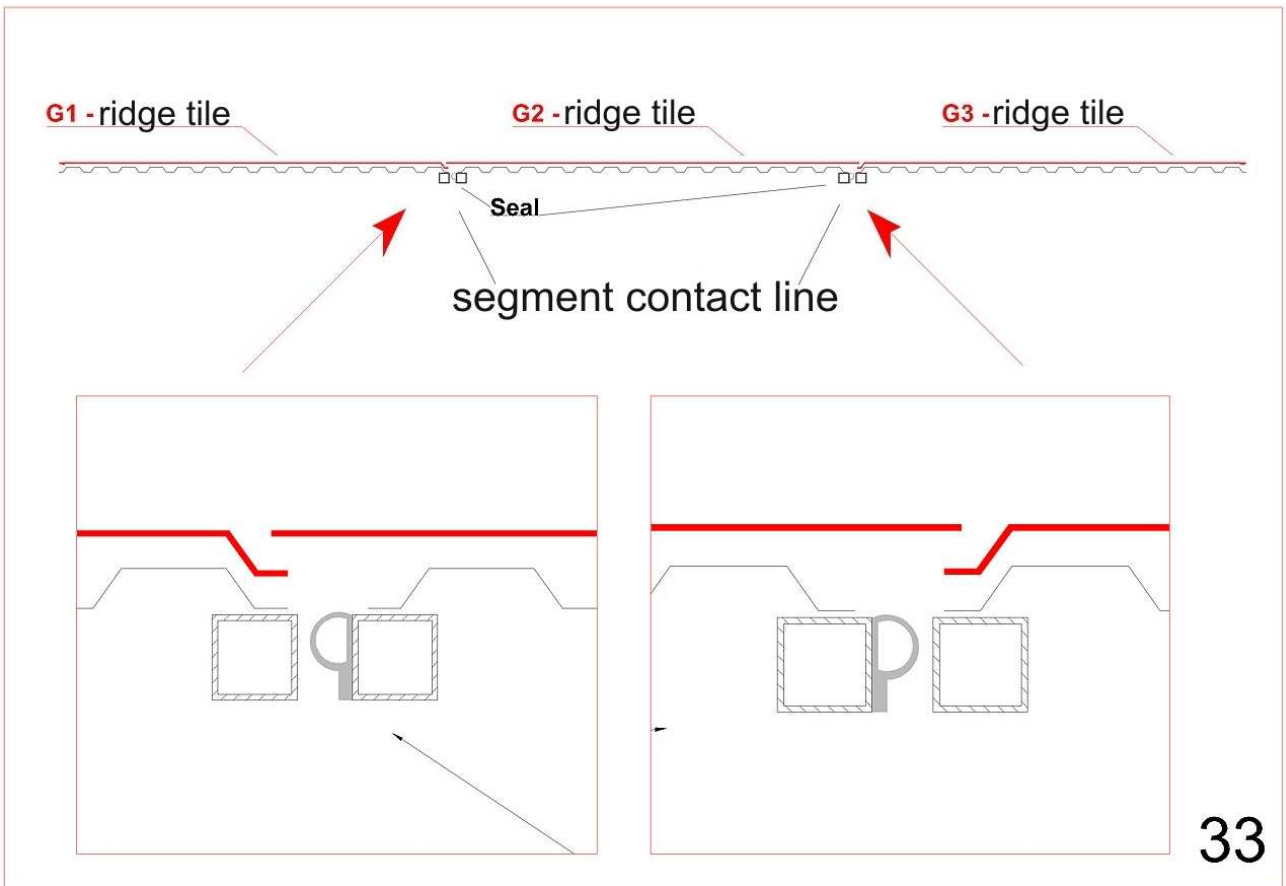 G1 - ridge tile
G2 - ridge tile
G3 - ridge tile
Seal
segment contact line
33